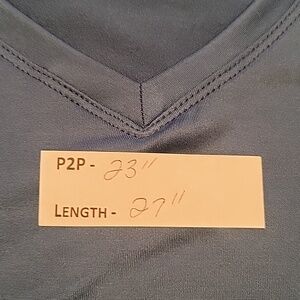 P2P - 23"
LENGTH - 27"